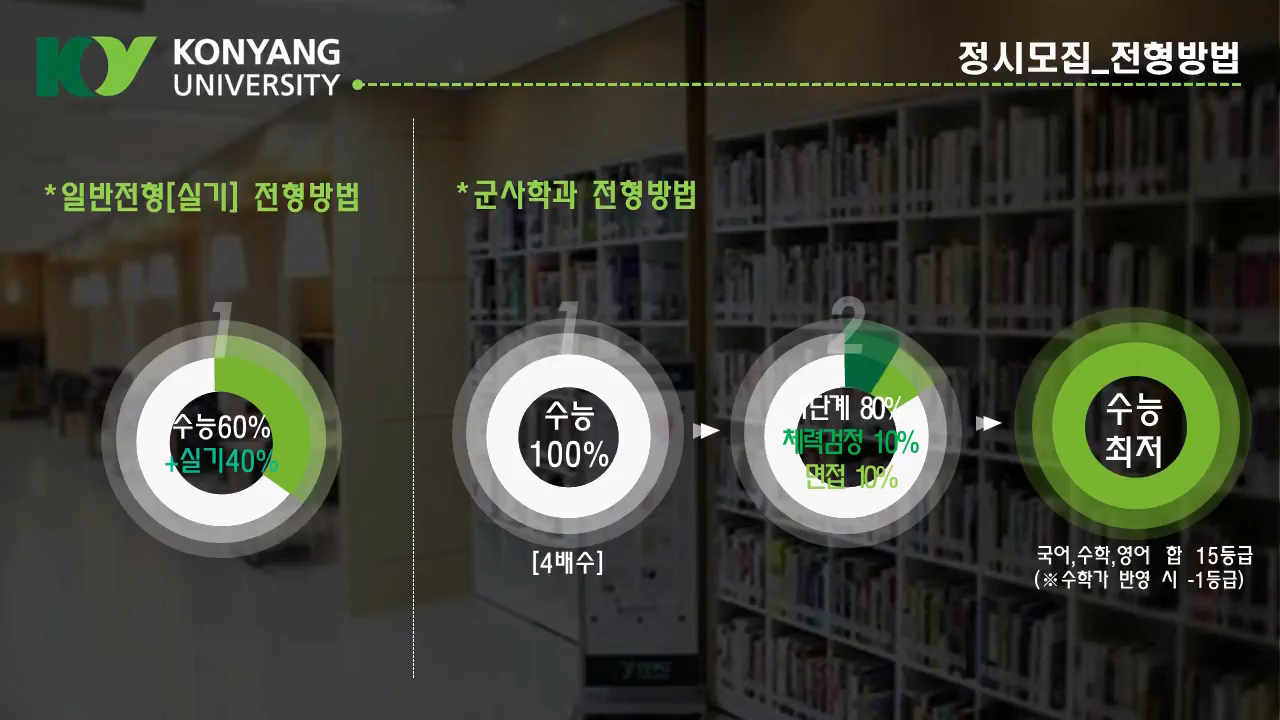 KONYANG
UNIVERSITY
정시모집_전형방법
*일반전형[실기] 전형방법
1
수능60%
+실기40%
*군사학과 전형방법
1
수능
100%
[4배수]
2
1단계 80%
체력검정 10%
면접 10%
수능
최저
국어,수학,영어 합 15등급
(※수학가 반영 시 -1등급)